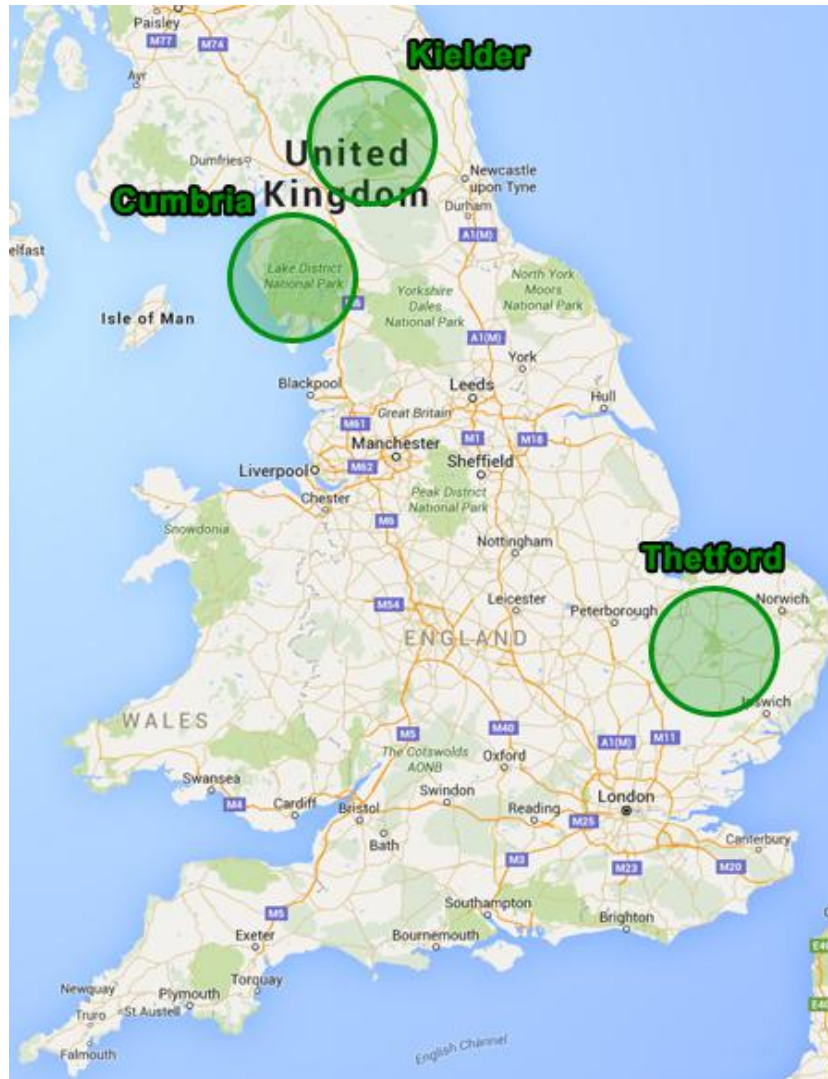 Paisley
M77
M74
Kielder
Ayr
United
Kingdom
Dumfries
Newcastle
upon Tyne
Cumbria
Durham
A1(M)
elfast
Lake District
National Park
M6
Yorkshire
Dales
National Park
North York
Moors
National Park
Isle of Man
A1(M)
York
Blackpool
Leeds
Hull
Great Britain
M61
M1
M18
Manchester
M62
Liverpool
Sheffield
Chester
Peak District
National Park
M6
Snowdonia
Nottingham
Thetford
M54
Leicester
Peterborough
Norwich
ENGLAND
Ipswich
WALES
M5
M40
A1(M)
M11
The Cotswolds
AONB
Oxford
Swansea
Swindon
London
M4
Cardiff
Bristol
Reading
M25
Bath
Canterbury
M3
M23
M20
Southampton
M5
Brighton
Exeter
Bournemouth
Torquay
Newquay
Plymouth
Truro
St Austell
Falmouth
English Channel